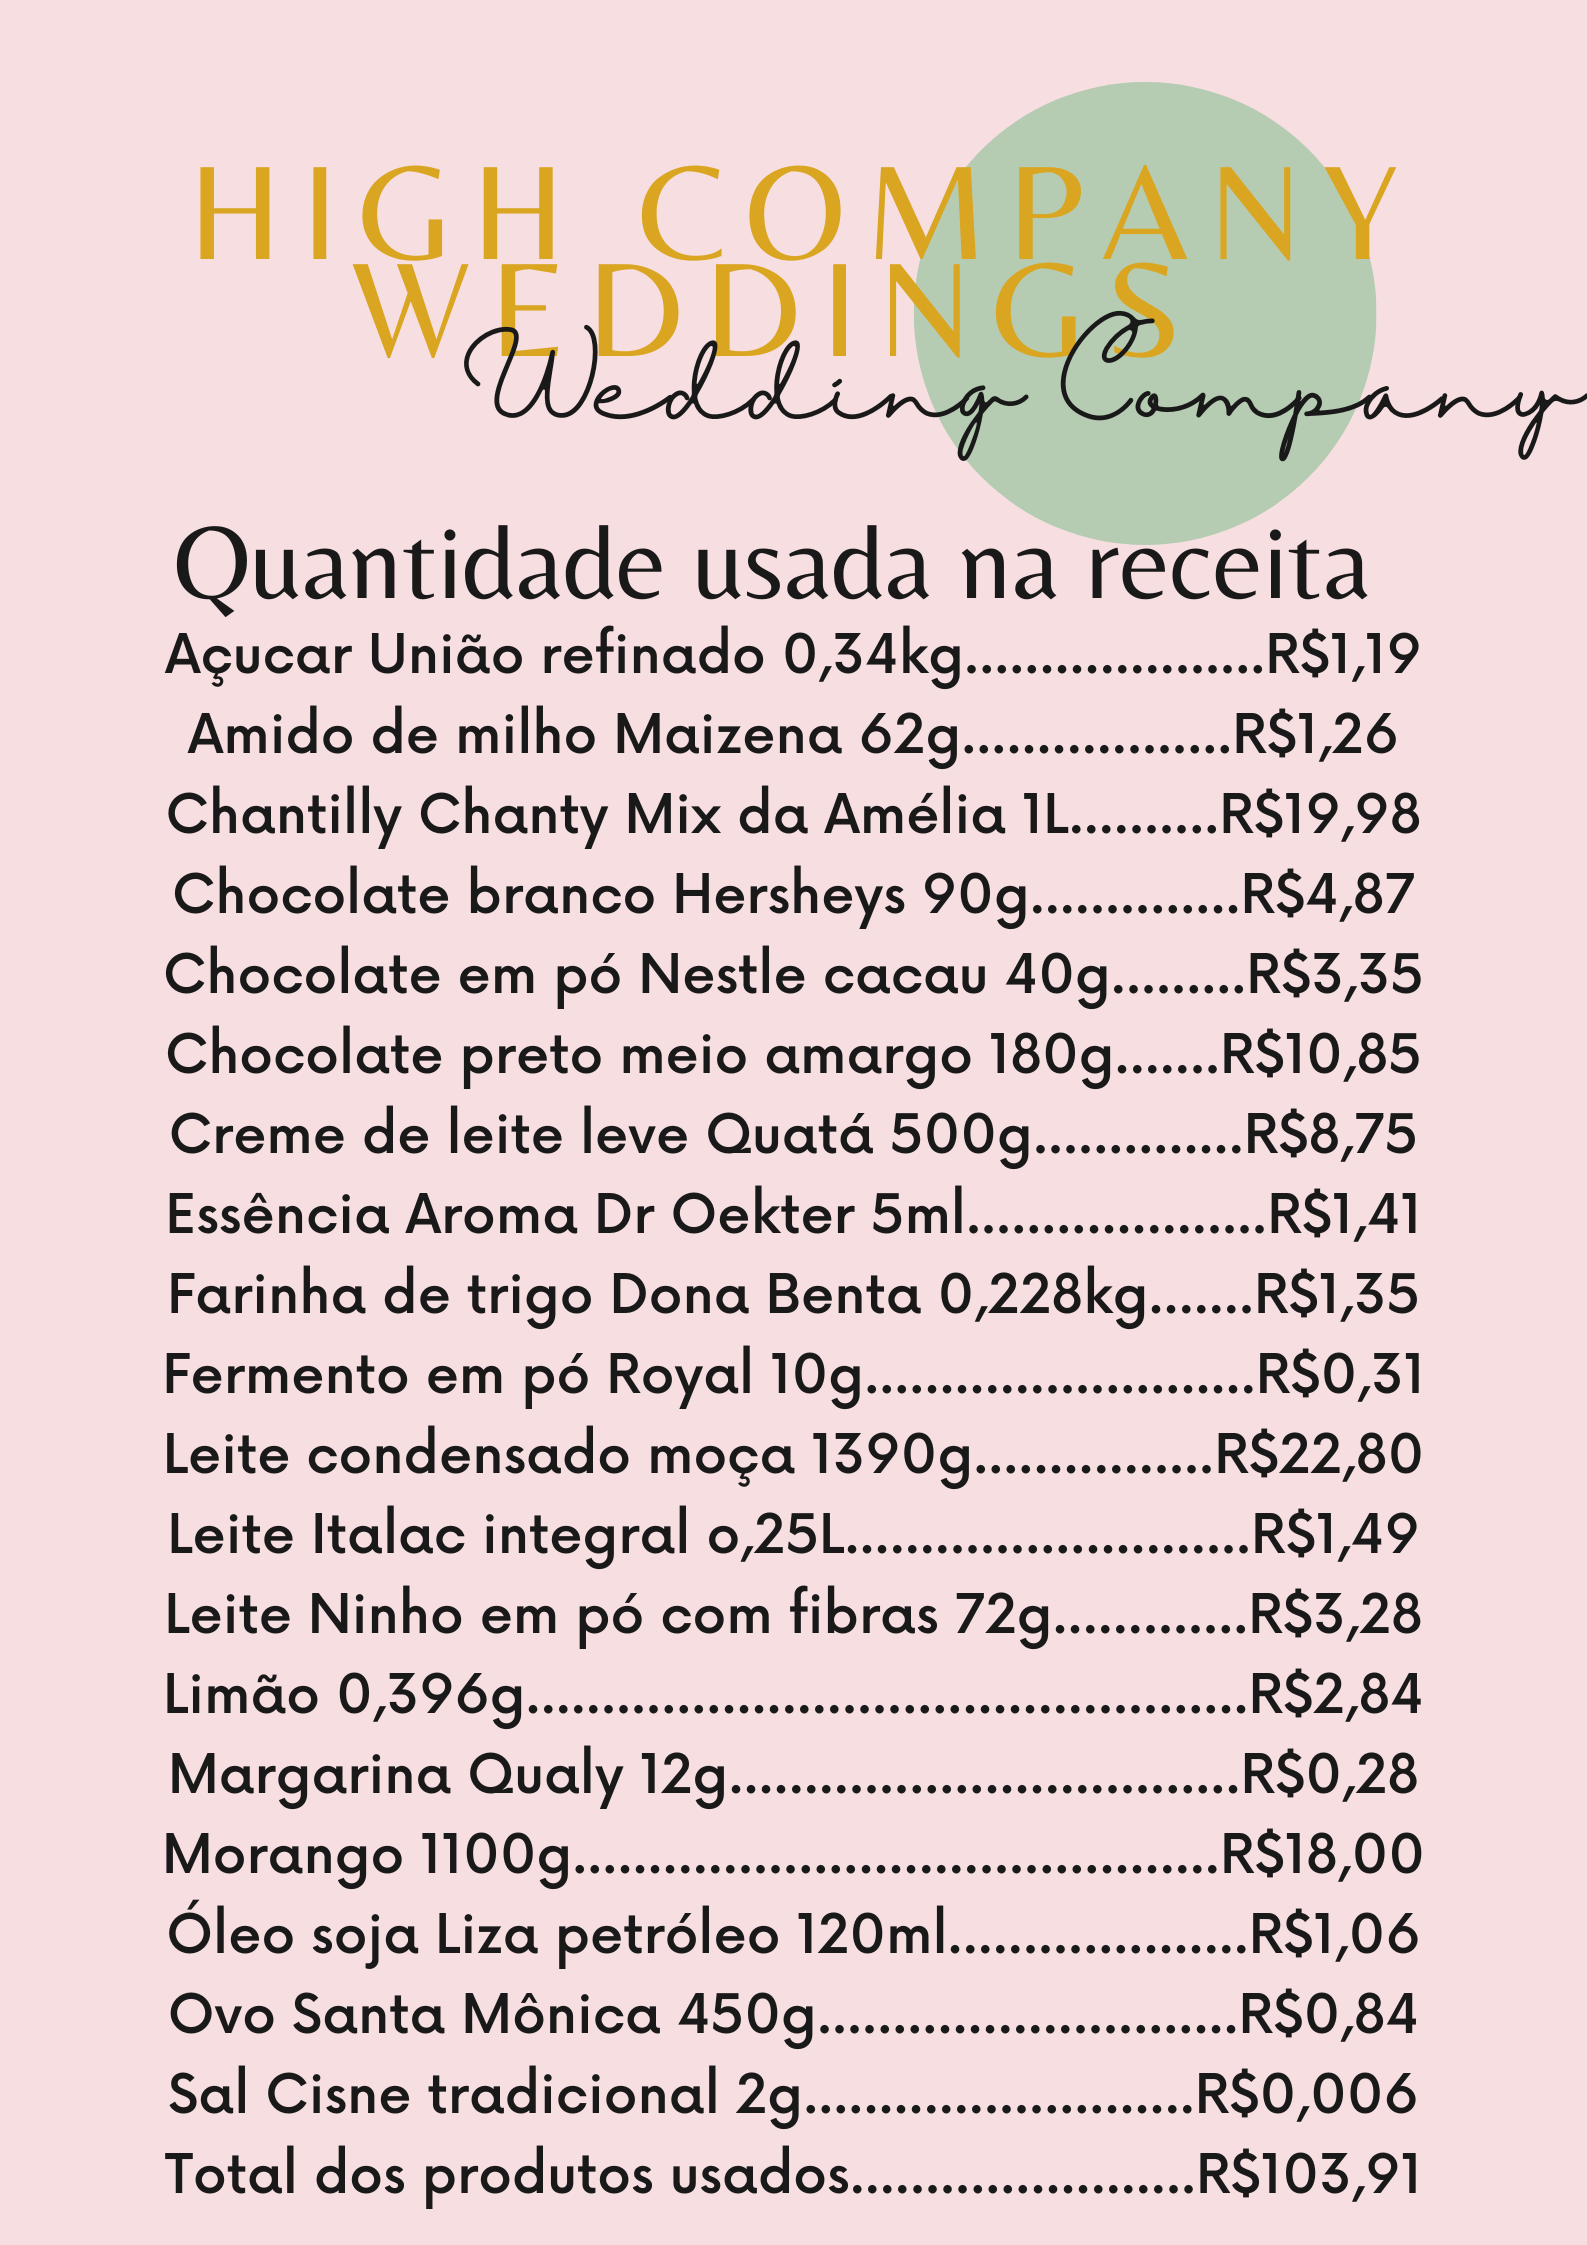 HIGH COMPANY
WEDDINGS
Wedding Company
Quantidade usada na receita
Açucar União refinado 0,34kg....................R$1,19
Amido de milho Maizena 62g..................R$1,26
Chantilly Chanty Mix da Amélia 1L..........R$19,98
Chocolate branco Hersheys 90g..............R$4,87
Chocolate em pó Nestle cacau 40g.........R$3,35
Chocolate preto meio amargo 180g.......R$10,85
Creme de leite leve Quatá 500g..............R$8,75
Essência Aroma Dr Oekter 5ml....................R$1,41
Farinha de trigo Dona Benta 0,228kg.......R$1,35
Fermento em pó Royal 10g..........................R$0,31
Leite condensado moça 1390g................R$22,80
Leite Italac integral o,25L...........................R$1,49
Leite Ninho em pó com fibras 72g.............R$3,28
Limão 0,396g................................................R$2,84
Margarina Qualy 12g..................................R$0,28
Morango 1100g...........................................R$18,00
Óleo soja Liza petróleo 120ml....................R$1,06
Ovo Santa Mônica 450g............................R$0,84
Sal Cisne tradicional 2g..........................R$0,006
Total dos produtos usados.......................R$103,91